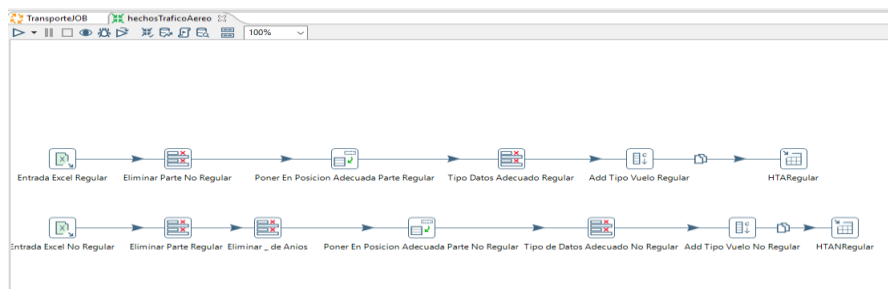 TransporteJOB hechosTraficoAereo
100%
Entrada Excel Regular Eliminar Parte No Regular Poner En Posicion Adecuada Parte Regular Tipo Datos Adecuado Regular Add Tipo Vuelo Regular HTARegular
Entrada Excel No Regular Eliminar Parte Regular Eliminar _ de Anios Poner En Posicion Adecuada Parte No Regular Tipo de Datos Adecuado No Regular Add Tipo Vuelo No Regular HTANRegular